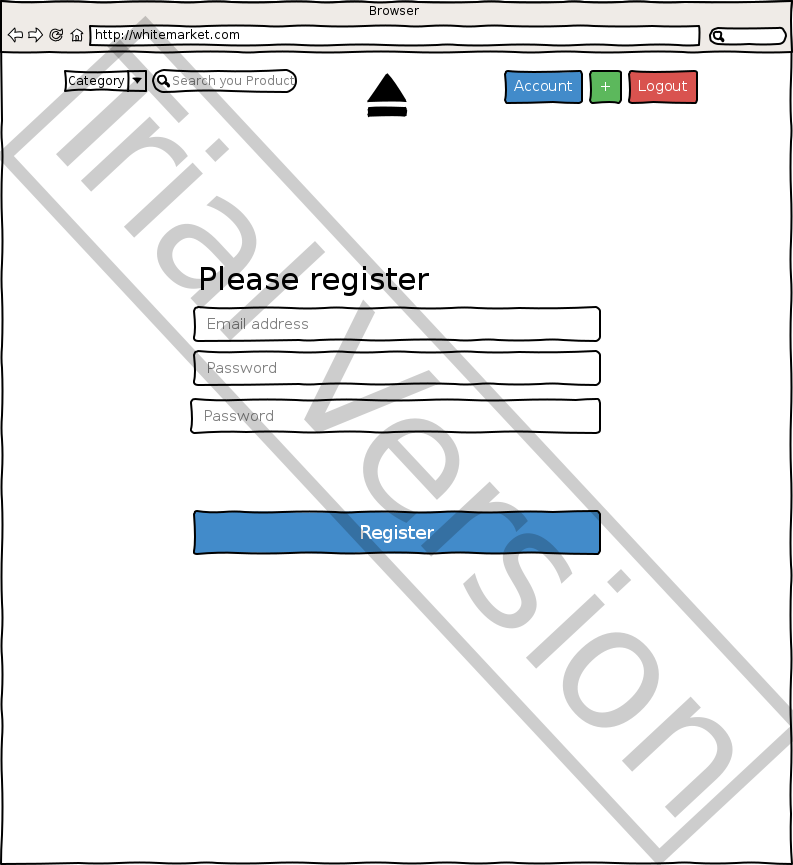 Browser
http://whitemarket.com
Category
Search you Product
Account
+
Logout
Please register
Email address
Password
Password
Register
Trial Version